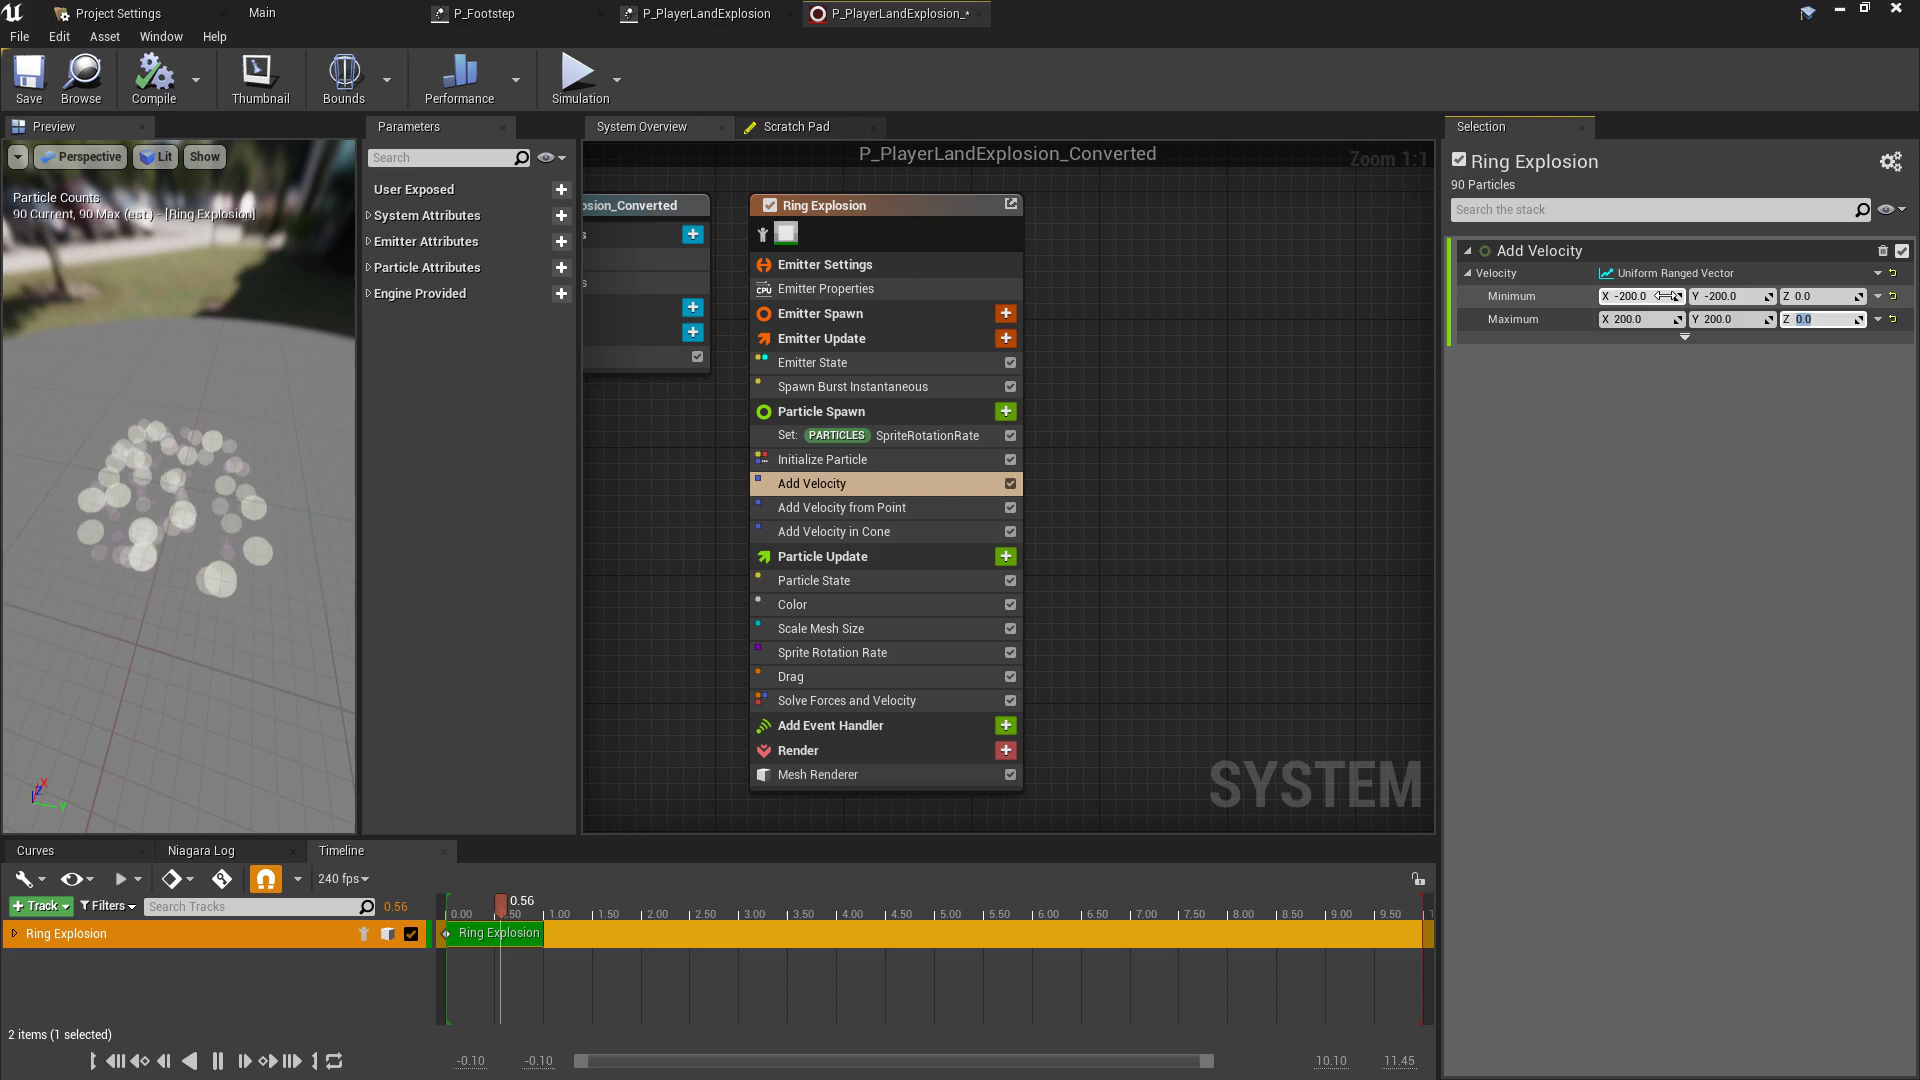 Project Settings
Main
P_Footstep
P_PlayerLandExplosion
P_PlayerLandExplosion_*
File Edit Asset Window Help
Save
Browse
Compile
Thumbnail
Bounds
Performance
Simulation
Preview
Perspective
Lit
Show
Particle Counts
90 Current, 90 Max (est.) - [Ring Explosion]
X
Z
Y
Parameters
Search
User Exposed
System Attributes
Emitter Attributes
Particle Attributes
Engine Provided
System Overview
Scratch Pad
P_PlayerLandExplosion_Converted
Zoom 1:1
osion_Converted
s
s
Ring Explosion
Emitter Settings
CPU Emitter Properties
Emitter Spawn
Emitter Update
Emitter State
Spawn Burst Instantaneous
Particle Spawn
Set: PARTICLES SpriteRotationRate
Initialize Particle
Add Velocity
Add Velocity from Point
Add Velocity in Cone
Particle Update
Particle State
Color
Scale Mesh Size
Sprite Rotation Rate
Drag
Solve Forces and Velocity
Add Event Handler
Render
Mesh Renderer
SYSTEM
Selection
Ring Explosion
90 Particles
Search the stack
Add Velocity
Velocity Uniform Ranged Vector
Minimum X -200.0 Y -200.0 Z 0.0
Maximum X 200.0 Y 200.0 Z 0.0
Curves
Niagara Log
Timeline
240 fps
Track
Filters
Search Tracks
0.56
0.56
0.00 .50 1.00 1.50 2.00 2.50 3.00 3.50 4.00 4.50 5.00 5.50 6.00 6.50 7.00 7.50 8.00 8.50 9.00 9.50 1
Ring Explosion
Ring Explosion
2 items (1 selected)
-0.10 -0.10 10.10 11.45